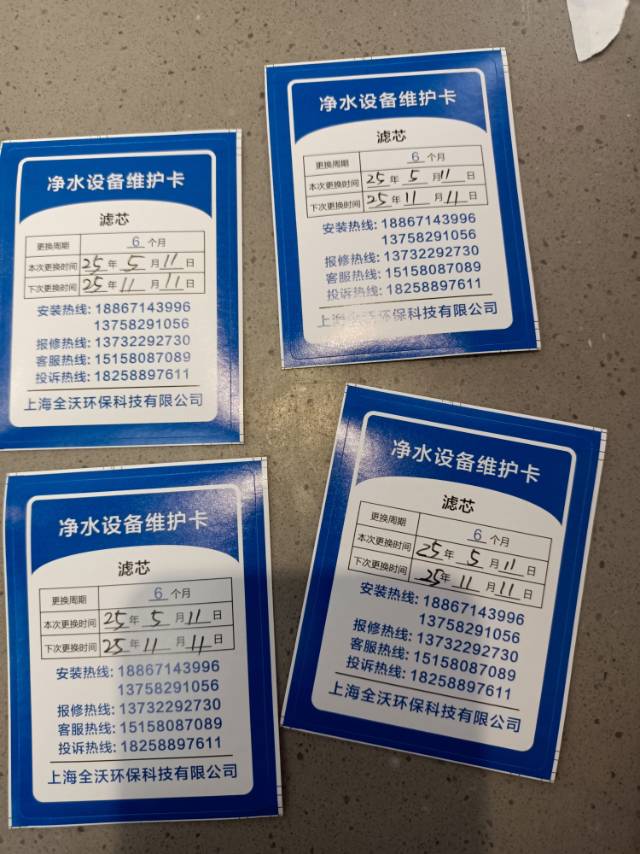 净水设备维护卡
滤芯
更换周期 6 个月
本次更换时间 25 年 5 月 11 日
下次更换时间 25 年 11 月 11 日
安装热线: 18867143996
13758291056
报修热线: 13732292730
客服热线: 15158087089
投诉热线: 18258897611
上海全沃环保科技有限公司
净水设备维护卡
滤芯
更换周期 6 个月
本次更换时间 25 年 5 月 11 日
下次更换时间 25 年 11 月 11 日
安装热线: 18867143996
13758291056
报修热线: 13732292730
客服热线: 15158087089
投诉热线: 18258897611
上海全沃环保科技有限公司
净水设备维护卡
滤芯
更换周期 6 个月
本次更换时间 25 年 5 月 11 日
下次更换时间 25 年 11 月 11 日
安装热线: 18867143996
13758291056
报修热线: 13732292730
客服热线: 15158087089
投诉热线: 18258897611
上海全沃环保科技有限公司
净水设备维护卡
滤芯
更换周期 6 个月
本次更换时间 25 年 5 月 11 日
下次更换时间 25 年 11 月 11 日
安装热线: 18867143996
13758291056
报修热线: 13732292730
客服热线: 15158087089
投诉热线: 18258897611
上海全沃环保科技有限公司